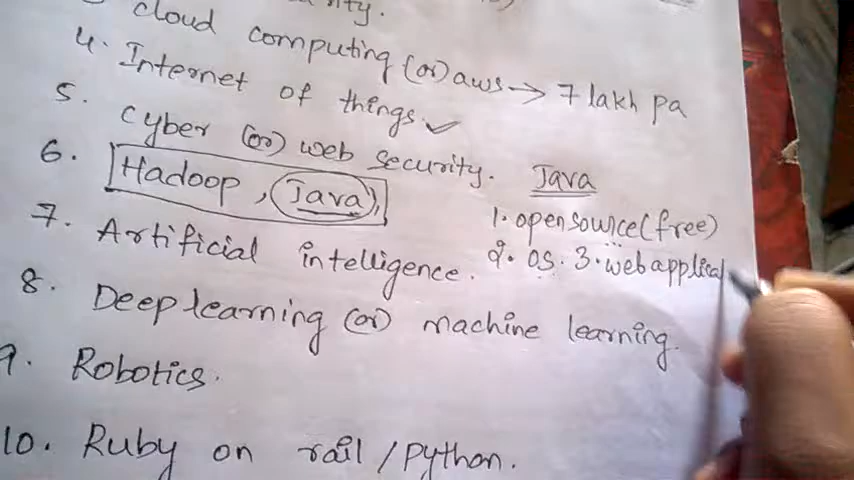 cloud computing (or) aws → 7 lakh pa
4. Internet of things. ✓
5. cyber (or) web security.
6. Hadoop, Java,
Java
1. opensource (free)
2. OS. 3. webapplica
7. Artificial intelligence.
8. Deep learning (or) machine learning.
9. Robotics.
10. Ruby on rail / python.